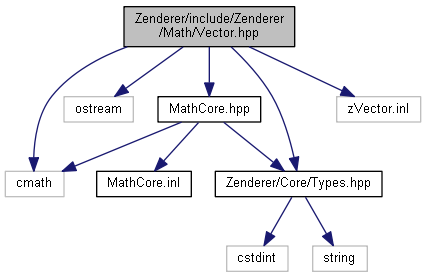 Zenderer/include/Zenderer
/Math/Vector.hpp
ostream
MathCore.hpp
zVector.inl
cmath
MathCore.inl
Zenderer/Core/Types.hpp
cstdint
string